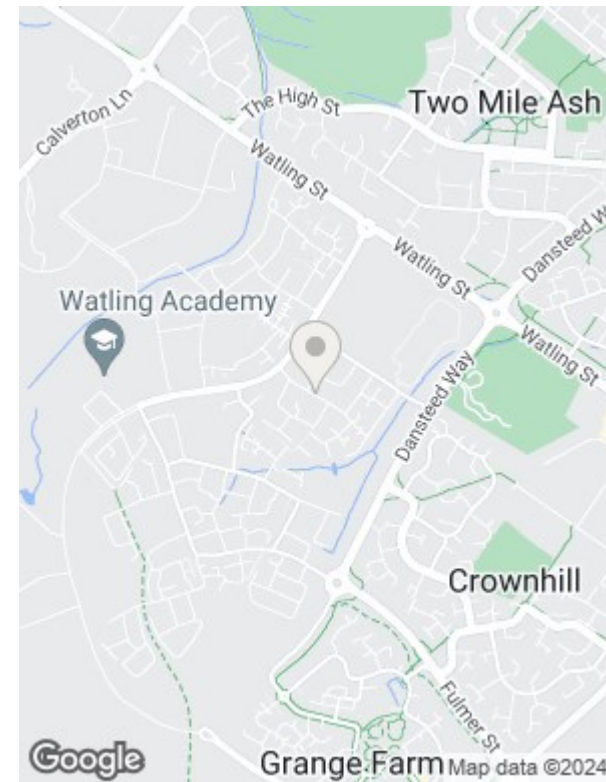 The High St
Two Mile Ash
Calverton Ln
Watling St
Watling St
Dansteed W
Watling Academy
Watling St
Dansteed Way
Crownhill
Fulmer St
Google
Grange Farm
Map data ©2024